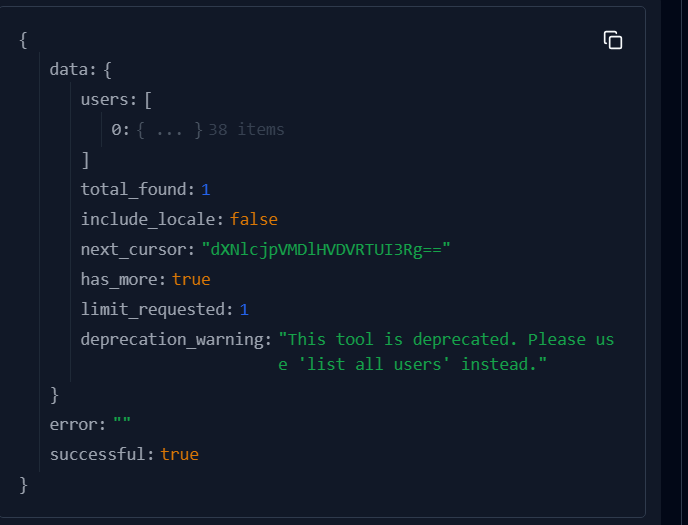 {
data: {
users: [
0: { ... } 38 items
]
total_found: 1
include_locale: false
next_cursor: "dXNlcjpVMDlHVDVRTUI3Rg=="
has_more: true
limit_requested: 1
deprecation_warning: "This tool is deprecated. Please us
e 'list all users' instead."
}
error: ""
successful: true
}